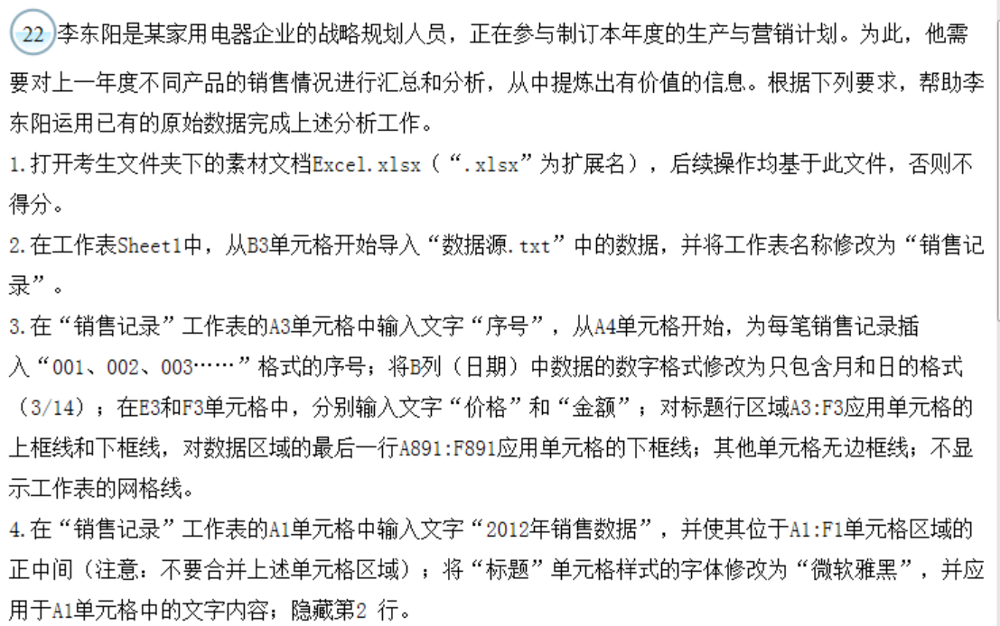 22 李东阳是某家用电器企业的战略规划人员，正在参与制订本年度的生产与营销计划。为此，他需
要对上一年度不同产品的销售情况进行汇总和分析，从中提炼出有价值的信息。根据下列要求，帮助李
东阳运用已有的原始数据完成上述分析工作。
1.打开考生文件夹下的素材文档Excel.xlsx（“.xlsx”为扩展名），后续操作均基于此文件，否则不
得分。
2.在工作表Sheet1中，从B3单元格开始导入“数据源.txt”中的数据，并将工作表名称修改为“销售记
录”。
3.在“销售记录”工作表的A3单元格中输入文字“序号”，从A4单元格开始，为每笔销售记录插
入“001、002、003……”格式的序号；将B列（日期）中数据的数字格式修改为只包含月和日的格式
（3/14）；在E3和F3单元格中，分别输入文字“价格”和“金额”；对标题行区域A3:F3应用单元格的
上框线和下框线，对数据区域的最后一行A891:F891应用单元格的下框线；其他单元格无边框线；不显
示工作表的网格线。
4.在“销售记录”工作表的A1单元格中输入文字“2012年销售数据”，并使其位于A1:F1单元格区域的
正中间（注意：不要合并上述单元格区域）；将“标题”单元格样式的字体修改为“微软雅黑”，并应
用于A1单元格中的文字内容；隐藏第2 行。